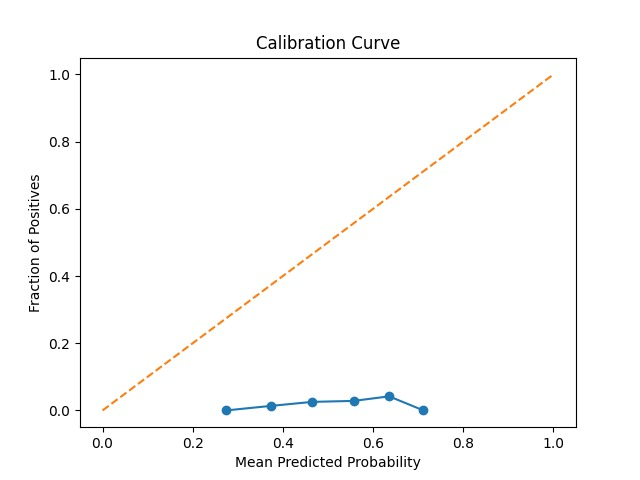 Calibration Curve
1.0
0.8
0.6
0.4
0.2
0.0
Fraction of Positives
0.0 0.2 0.4 0.6 0.8 1.0
Mean Predicted Probability